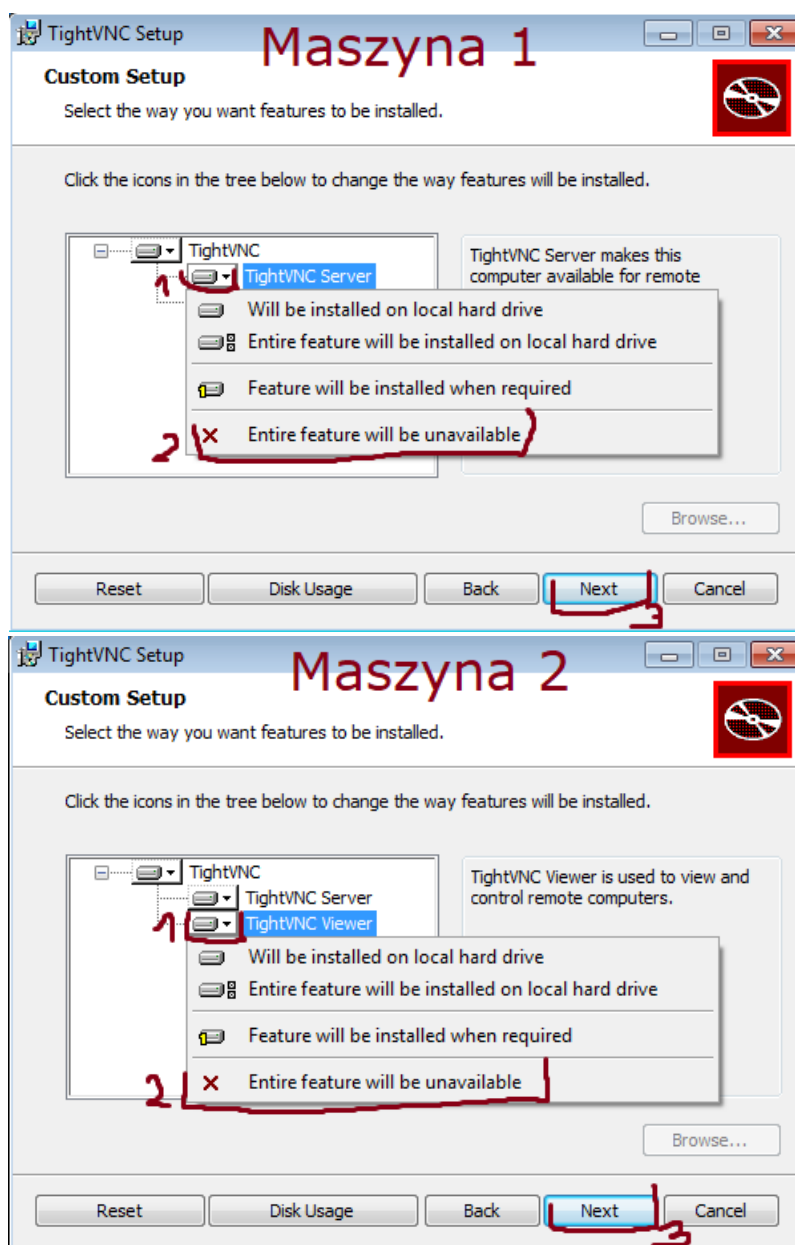 TightVNC Setup
Maszyna 1
Custom Setup
Select the way you want features to be installed.
Click the icons in the tree below to change the way features will be installed.
TightVNC
1 TightVNC Server
TightVNC Server makes this
computer available for remote
Will be installed on local hard drive
Entire feature will be installed on local hard drive
Feature will be installed when required
2 Entire feature will be unavailable
Browse...
Reset Disk Usage Back Next Cancel
3
TightVNC Setup
Maszyna 2
Custom Setup
Select the way you want features to be installed.
Click the icons in the tree below to change the way features will be installed.
TightVNC
TightVNC Server
1 TightVNC Viewer
TightVNC Viewer is used to view and
control remote computers.
Will be installed on local hard drive
Entire feature will be installed on local hard drive
Feature will be installed when required
2 Entire feature will be unavailable
Browse...
Reset Disk Usage Back Next Cancel
3